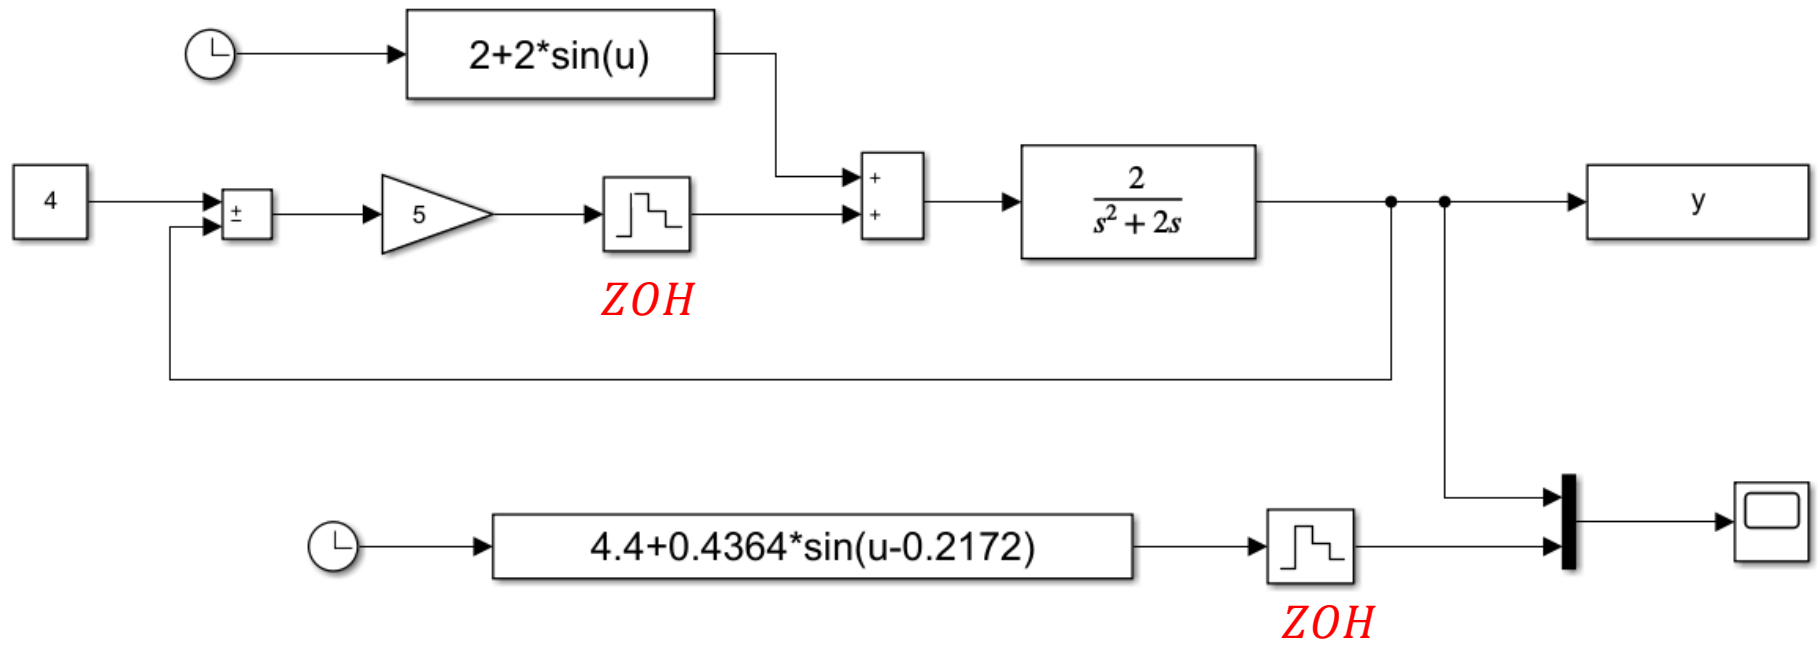 2+2*sin(u)
4
±
5
ZOH
+
+
2
s² + 2s
y
4.4+0.4364*sin(u-0.2172)
ZOH